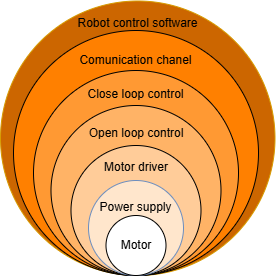 Robot control software
Comunication chanel
Close loop control
Open loop control
Motor driver
Power supply
Motor